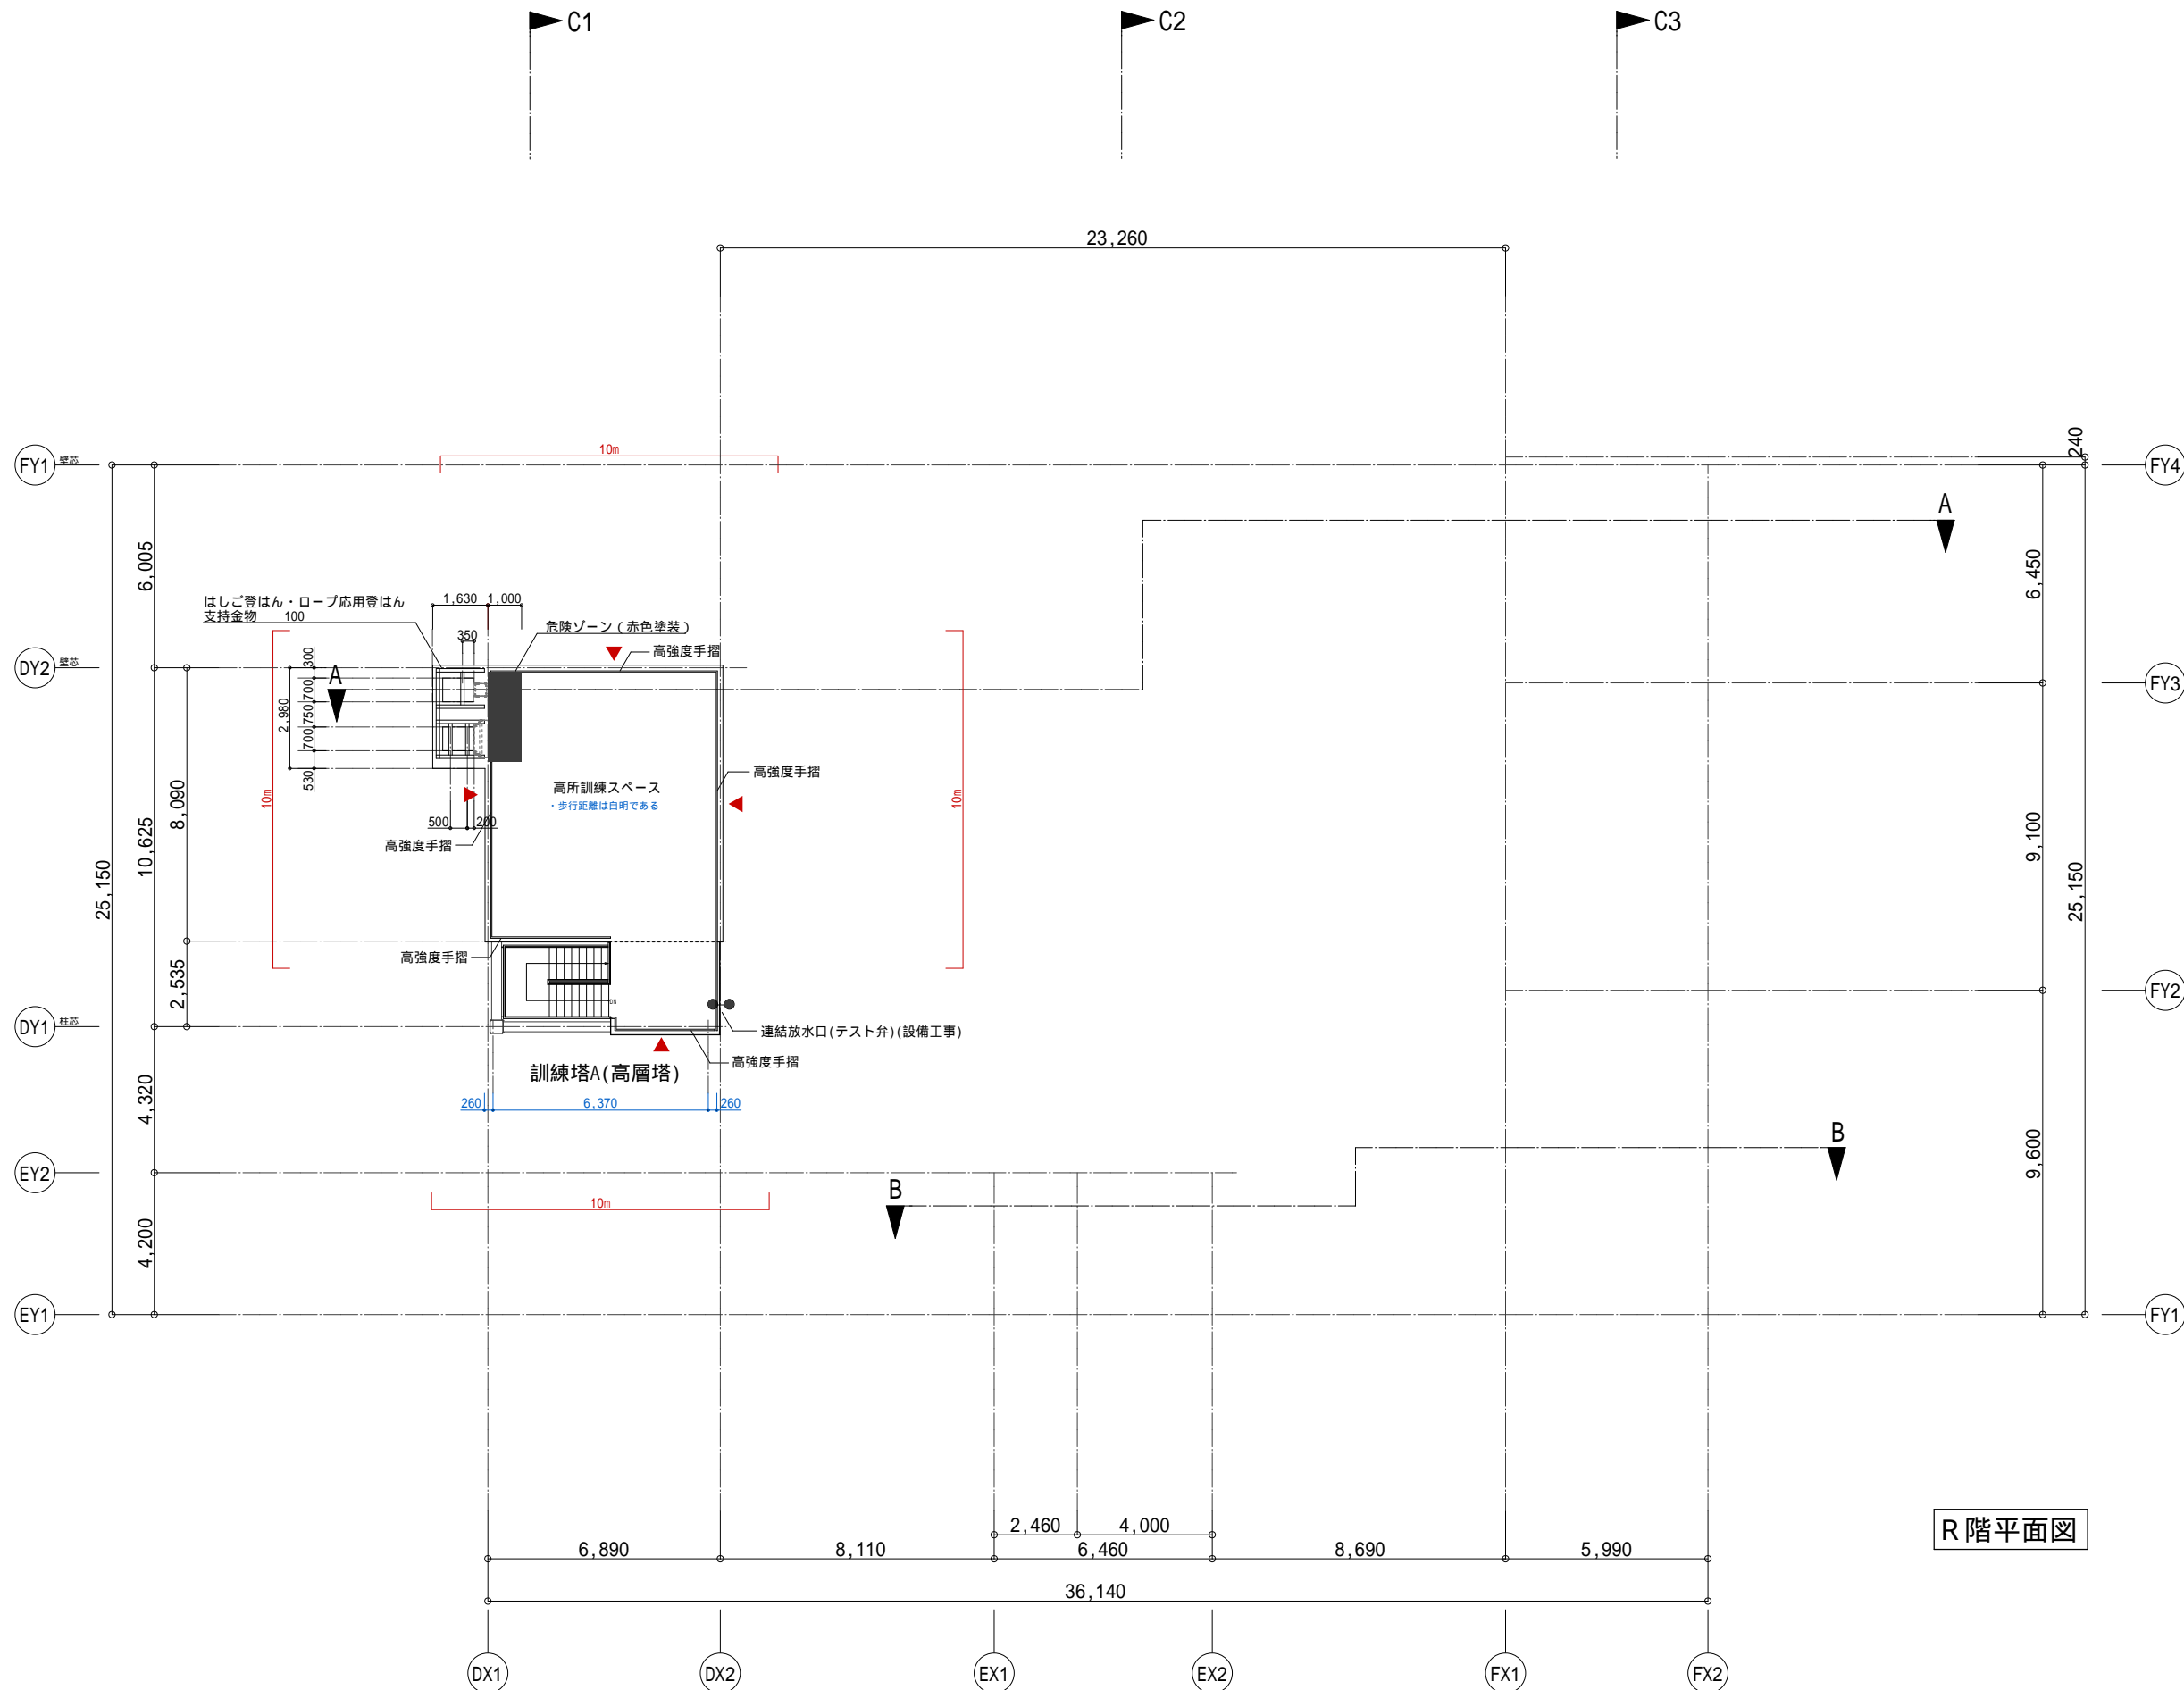 C1
C2
C3
23,260
10m
FY1
壁芯
240
FY4
A
6,005
6,450
はしご登はん・ロープ応用登はん
支持金物 100
1,630
1,000
350
危険ゾーン（赤色塗装）
高強度手摺
DY2
壁芯
A
300
700
750
700
530
2,980
FY3
10m
10m
8,090
10,625
25,150
高所訓練スペース
・歩行距離は自明である
高強度手摺
500
200
高強度手摺
9,100
25,150
高強度手摺
2,535
DN
FY2
DY1
柱芯
連結放水口(テスト弁)(設備工事)
高強度手摺
訓練塔A(高層塔)
260
6,370
260
4,320
9,600
B
EY2
B
10m
4,200
EY1
FY1
2,460
4,000
6,890
8,110
6,460
8,690
5,990
36,140
R階平面図
DX1
DX2
EX1
EX2
FX1
FX2